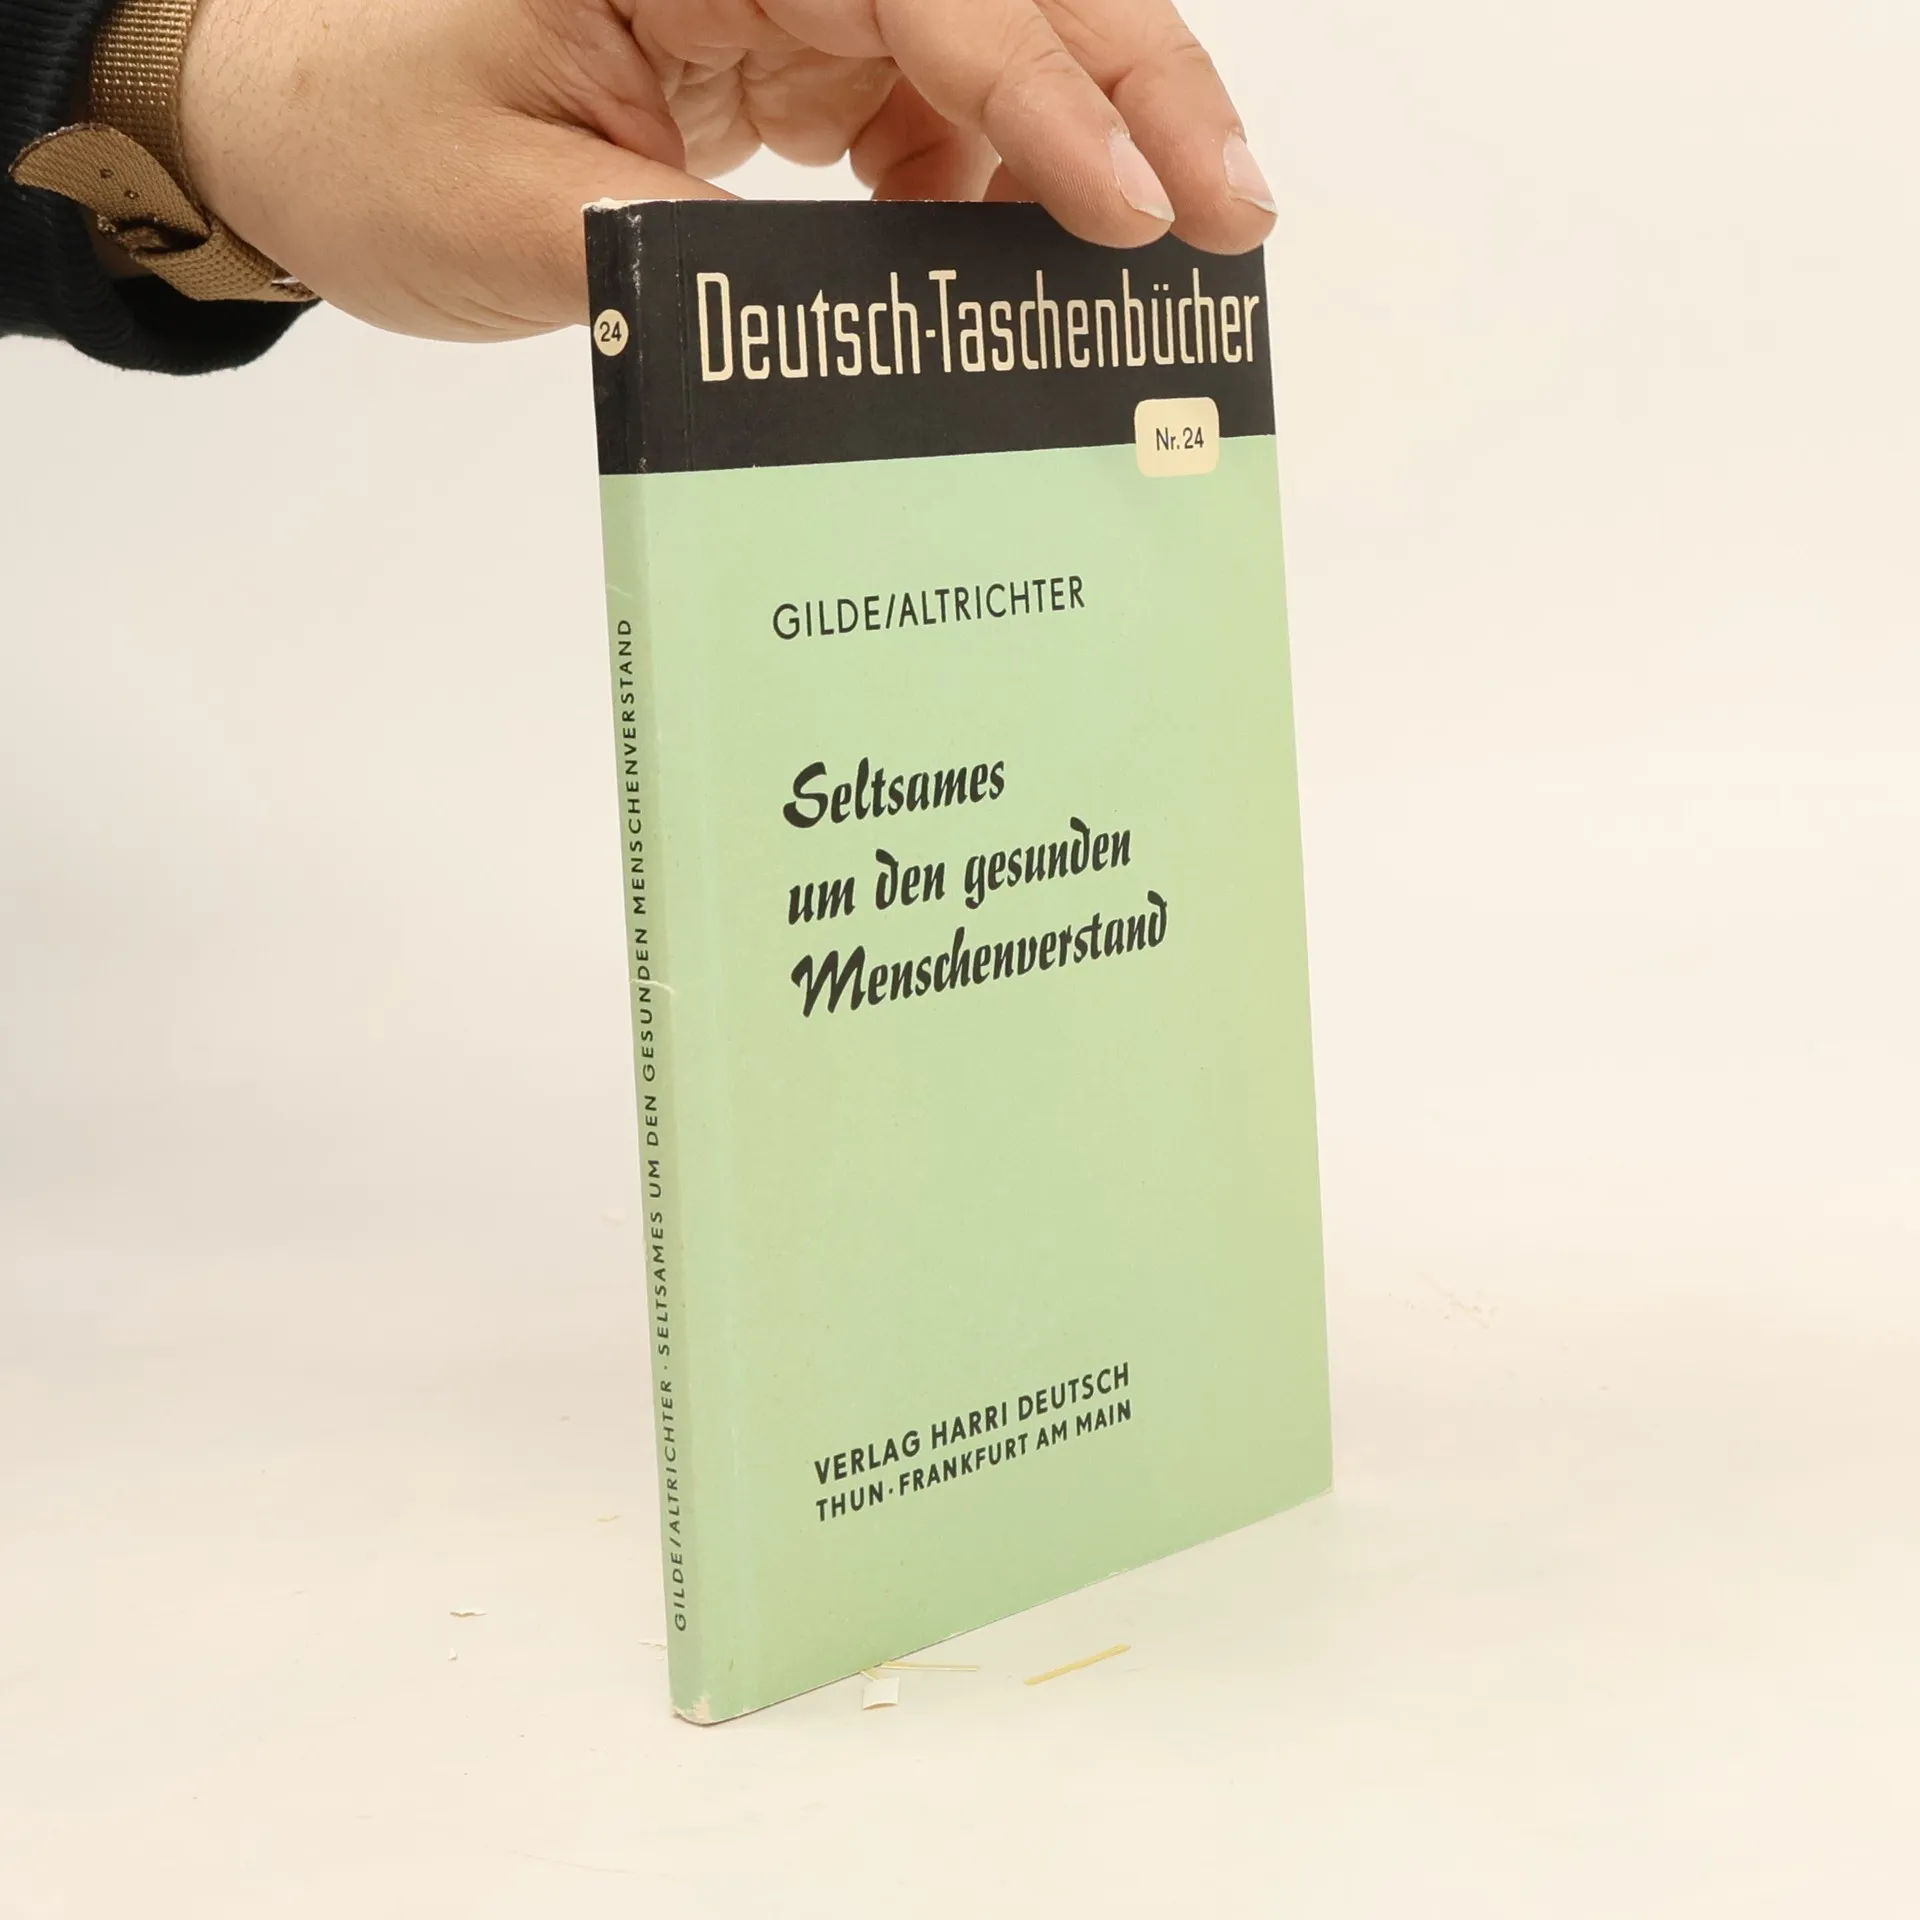 24
Deutsch-Taschenbücher
Nr. 24
GILDE/ALTRICHTER
Seltsames
um den gesunden
Menschenverstand
VERLAG HARRI DEUTSCH
THUN · FRANKFURT AM MAIN
GILDE/ALTRICHTER · SELTSAMES UM DEN GESUNDEN MENSCHENVERSTAND